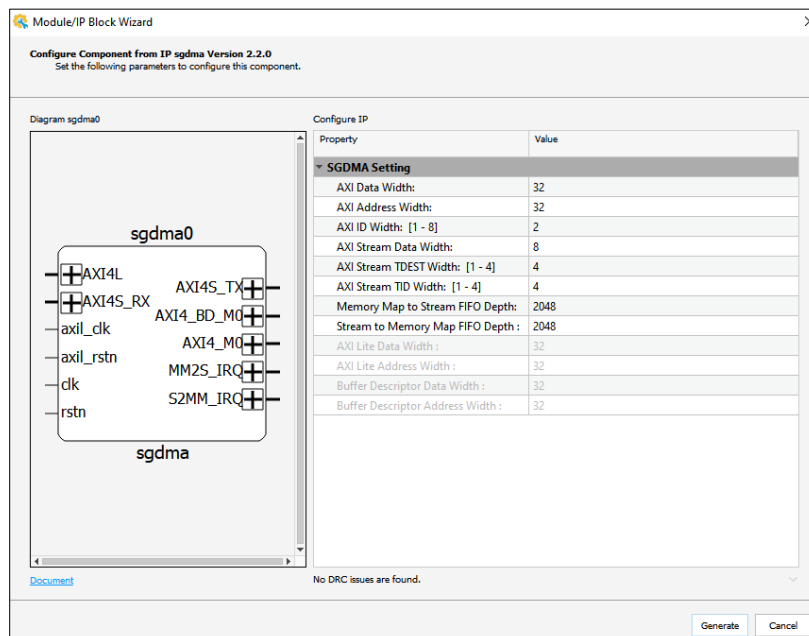 Module/IP Block Wizard
Configure Component from IP sgdma Version 2.2.0
Set the following parameters to configure this component.
Diagram sgdma0
sgdma0
AXI4L
AXI4S_RX
axil_clk
axil_rstn
clk
rstn
AXI4S_TX
AXI4_BD_M0
AXI4_M0
MM2S_IRQ
S2MM_IRQ
sgdma
Document
Configure IP
Property Value
SGDMA Setting
AXI Data Width: 32
AXI Address Width: 32
AXI ID Width: [1 - 8] 2
AXI Stream Data Width: 8
AXI Stream TDEST Width: [1 - 4] 4
AXI Stream TID Width: [1 - 4] 4
Memory Map to Stream FIFO Depth: 2048
Stream to Memory Map FIFO Depth : 2048
AXI Lite Data Width : 32
AXI Lite Address Width : 32
Buffer Descriptor Data Width : 32
Buffer Descriptor Address Width : 32
No DRC issues are found.
Generate Cancel